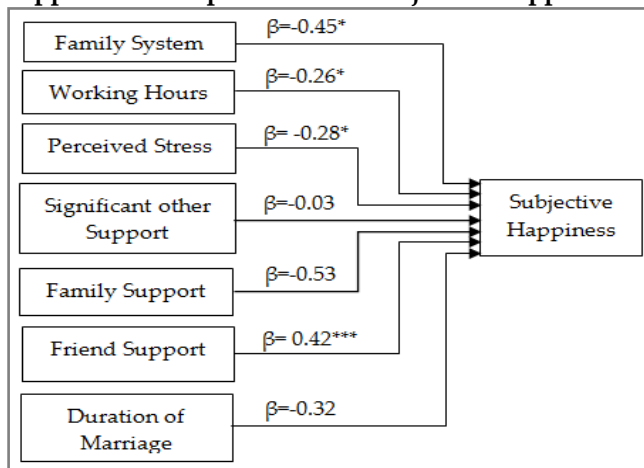 Family System
β=-0.45*
Working Hours
β=-0.26*
Perceived Stress
β= -0.28*
Significant other
Support
β=-0.03
Family Support
β=-0.53
Friend Support
β= 0.42***
Duration of
Marriage
β=-0.32
Subjective
Happiness